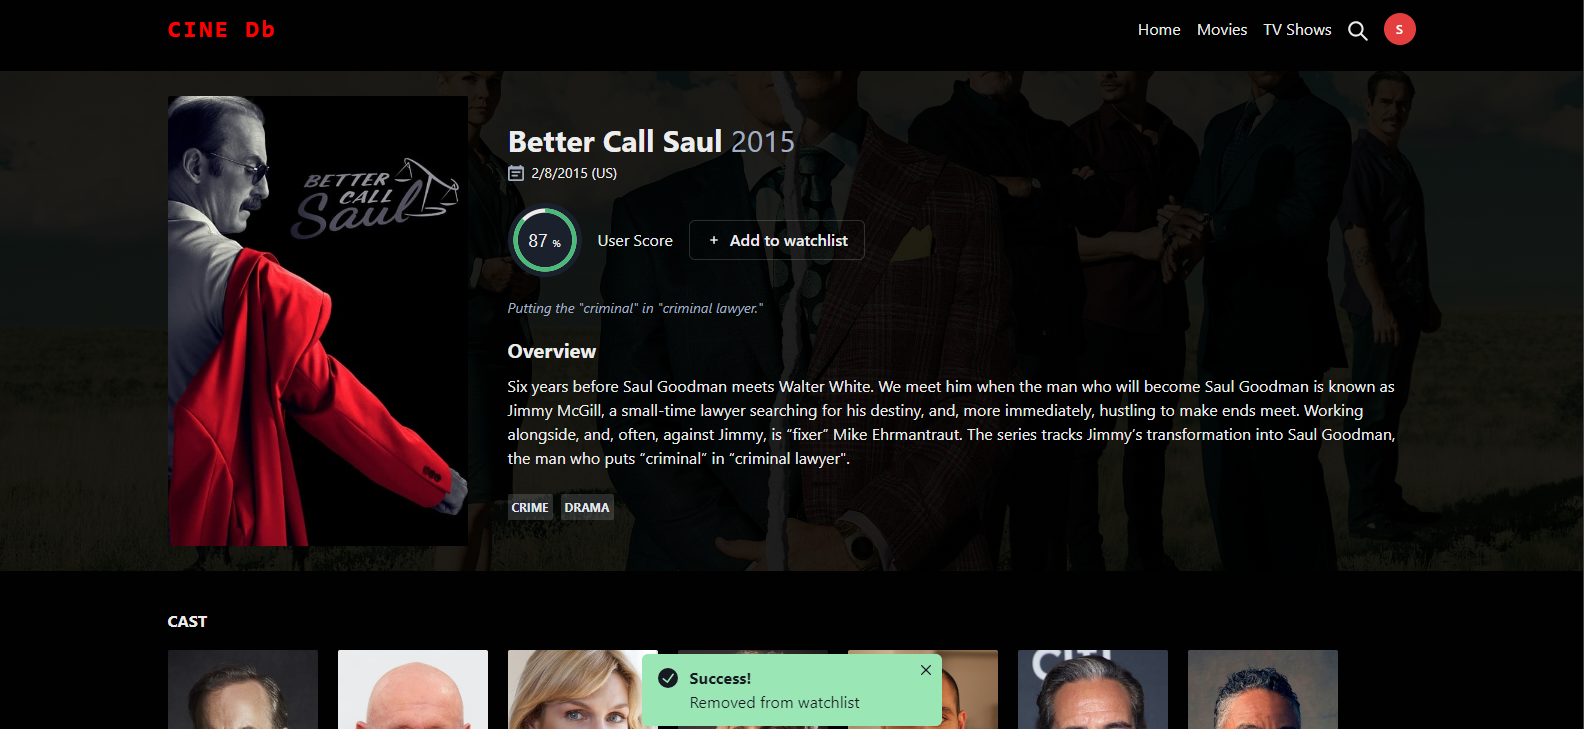 CINE Db
Home
Movies
TV Shows
S
BETTER
CALL
Saul
Better Call Saul 2015
2/8/2015 (US)
87 %
User Score
+ Add to watchlist
Putting the "criminal" in "criminal lawyer."
Overview
Six years before Saul Goodman meets Walter White. We meet him when the man who will become Saul Goodman is known as
Jimmy McGill, a small-time lawyer searching for his destiny, and, more immediately, hustling to make ends meet. Working
alongside, and, often, against Jimmy, is “fixer” Mike Ehrmantraut. The series tracks Jimmy’s transformation into Saul Goodman,
the man who puts “criminal” in “criminal lawyer".
CRIME
DRAMA
CAST
Success!
Removed from watchlist